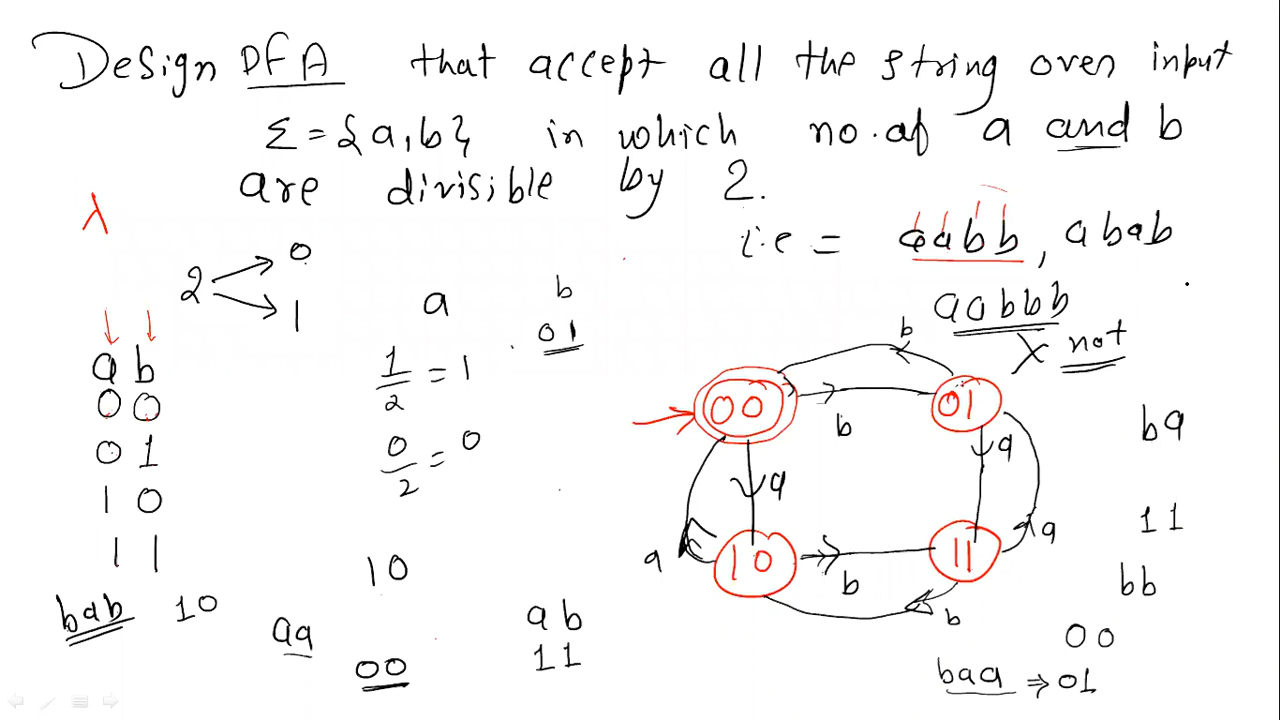 Design DFA that accept all the string over input
Σ = {a,b} in which no. of a and b
are divisible by 2.
λ
i.e = aabb, abab
2 0
1
a b
01
aabbb
X not
a b
0 0
0 1
1 0
1 1
1/2 = 1
0/2 = 0
00 01
10 11
b
b
a
a
a
a
b
b
ba
11
bb
00
10
bab 10
aa
00
ab
11
baa ⇒ 01